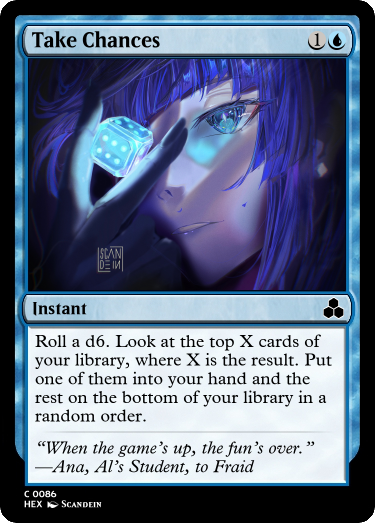 Take Chances 1
SCAN
DEIN
Instant
Roll a d6. Look at the top X cards of
your library, where X is the result. Put
one of them into your hand and the
rest on the bottom of your library in a
random order.
“When the game's up, the fun's over.”
—Ana, Al's Student, to Fraid
C 0086
HEX Scandein